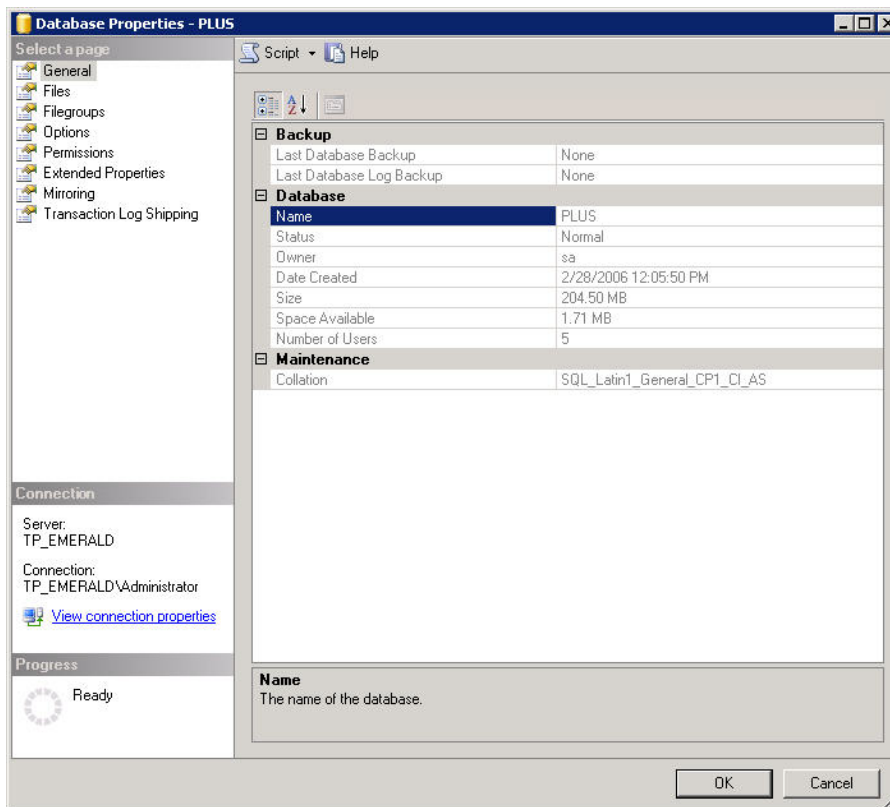 Database Properties - PLUS
Select a page
General
Files
Filegroups
Options
Permissions
Extended Properties
Mirroring
Transaction Log Shipping
Connection
Server:
TP_EMERALD
Connection:
TP_EMERALD\Administrator
View connection properties
Progress
Ready
Script Help
Backup
Last Database Backup None
Last Database Log Backup None
Database
Name PLUS
Status Normal
Owner sa
Date Created 2/28/2006 12:05:50 PM
Size 204.50 MB
Space Available 1.71 MB
Number of Users 5
Maintenance
Collation SQL_Latin1_General_CP1_CI_AS
Name
The name of the database.
OK Cancel